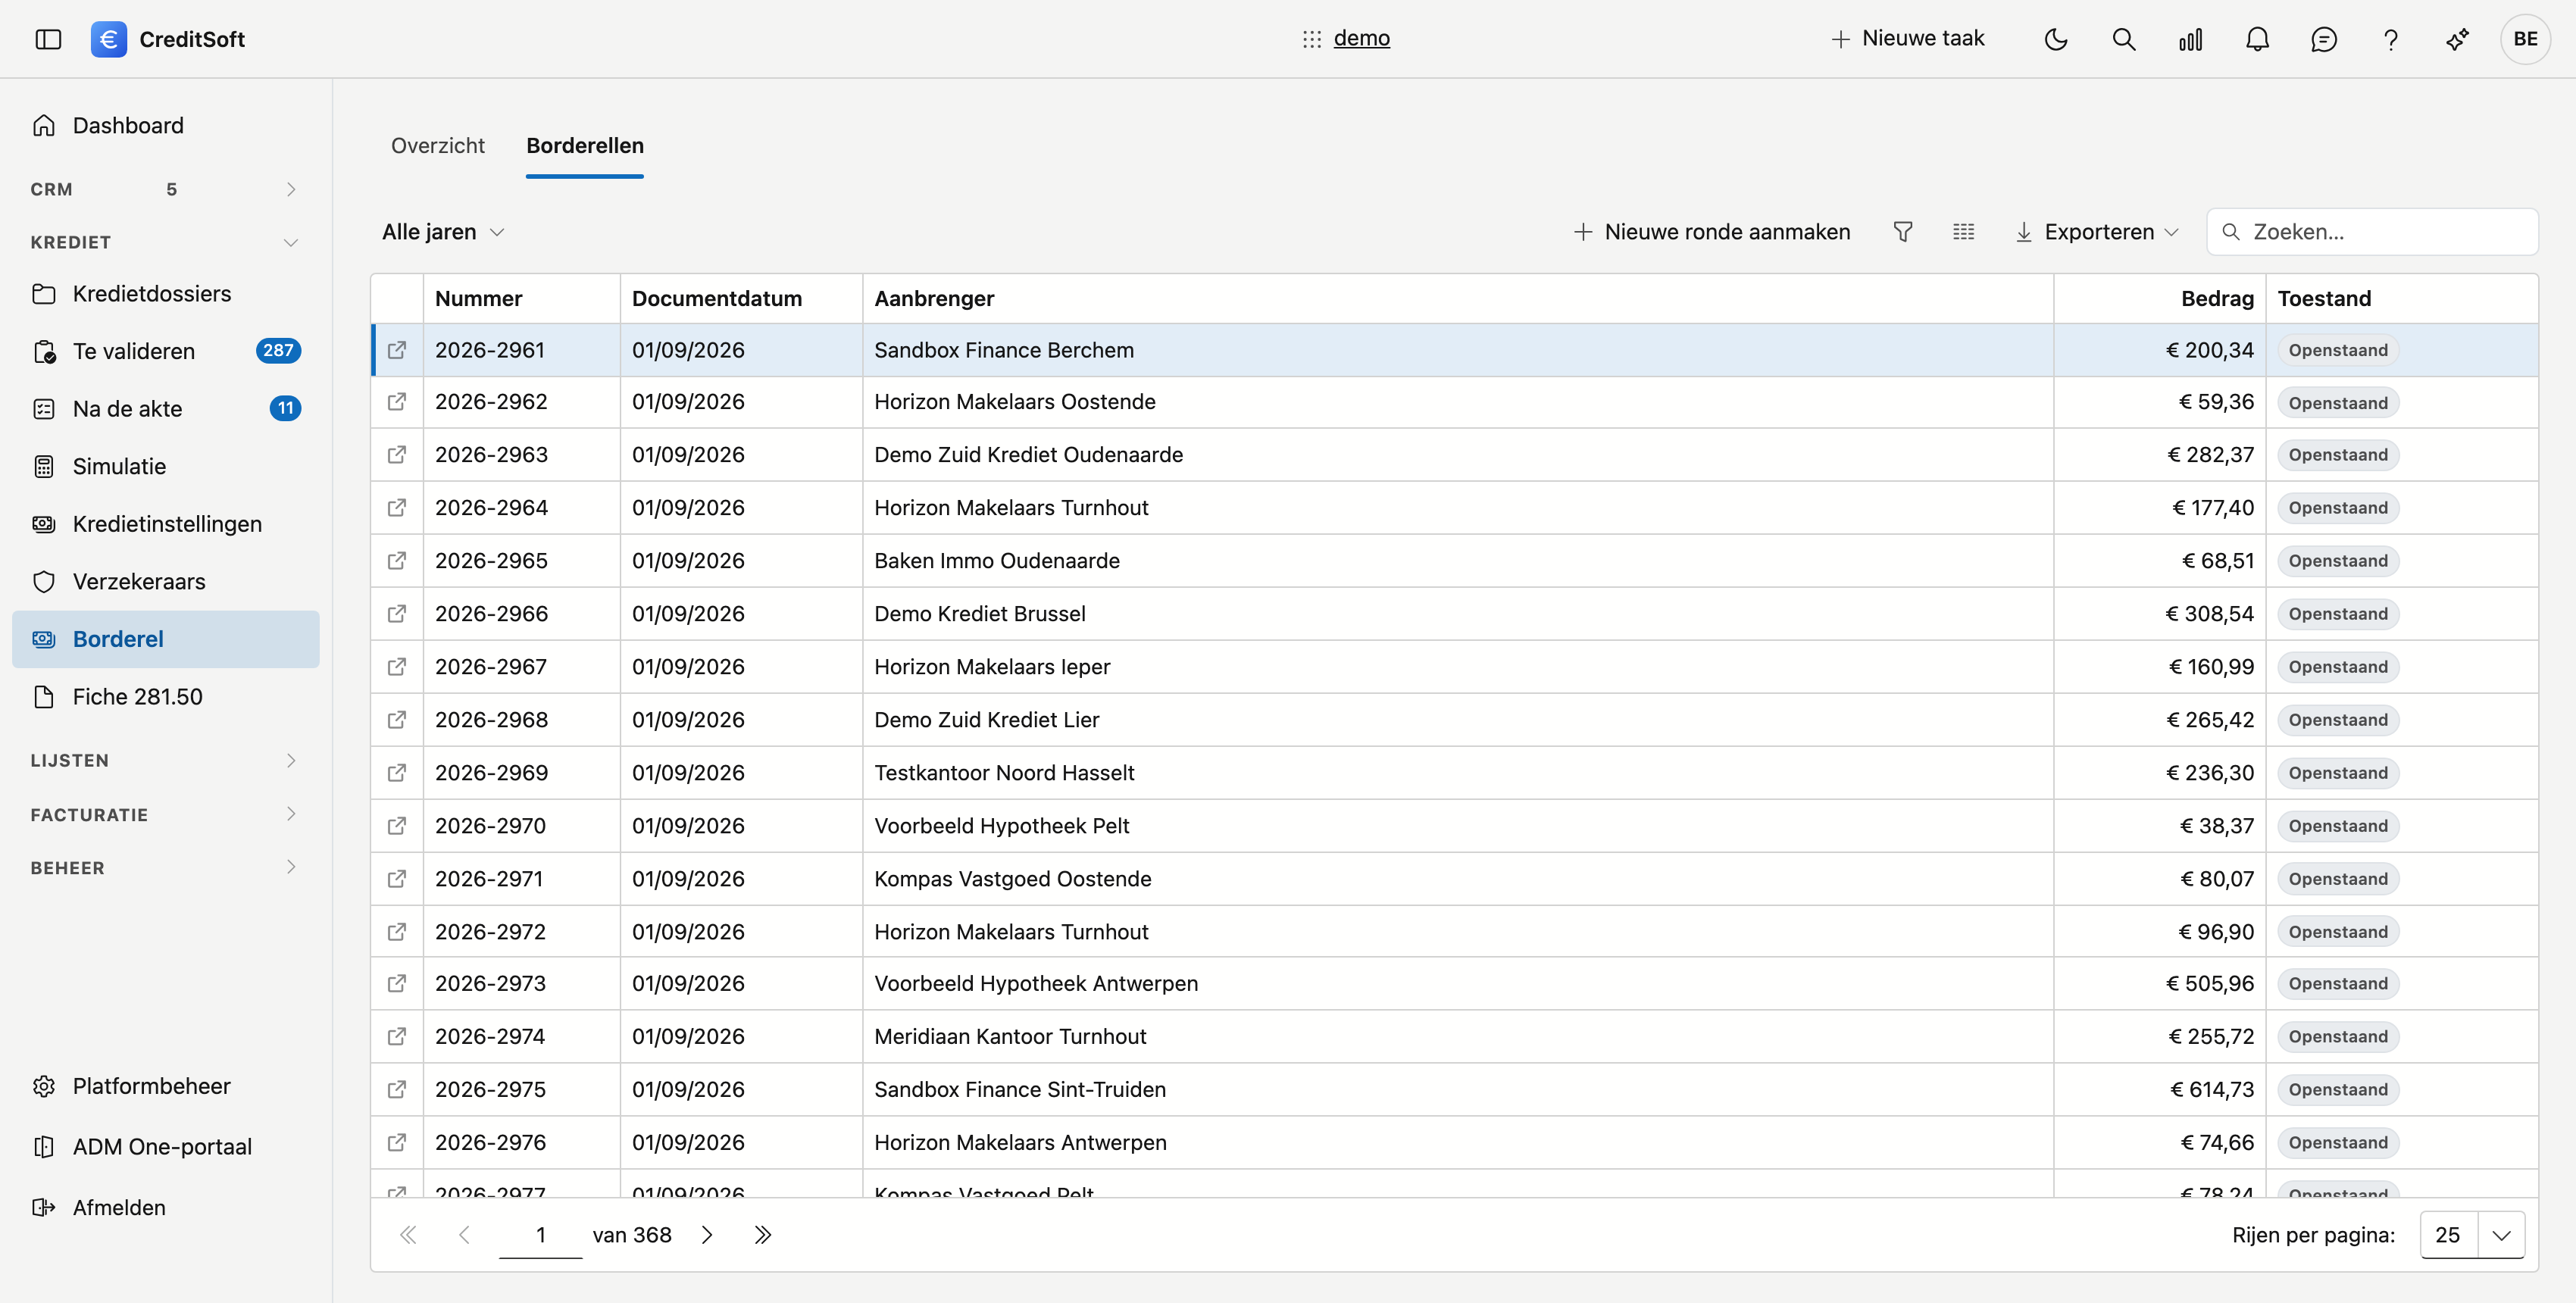 CreditSoft
demo
Nieuwe taak
BE
Dashboard
CRM 5
KREDIET
Kredietdossiers
Te valideren 287
Na de akte 11
Simulatie
Kredietinstellingen
Verzekeraars
Borderel
Fiche 281.50
LIJSTEN
FACTURATIE
BEHEER
Platformbeheer
ADM One-portaal
Afmelden
Overzicht Borderellen
Alle jaren
Nieuwe ronde aanmaken
Exporteren
Zoeken...
Nummer Documentdatum Aanbrenger Bedrag Toestand
2026-2961 01/09/2026 Sandbox Finance Berchem € 200,34 Openstaand
2026-2962 01/09/2026 Horizon Makelaars Oostende € 59,36 Openstaand
2026-2963 01/09/2026 Demo Zuid Krediet Oudenaarde € 282,37 Openstaand
2026-2964 01/09/2026 Horizon Makelaars Turnhout € 177,40 Openstaand
2026-2965 01/09/2026 Baken Immo Oudenaarde € 68,51 Openstaand
2026-2966 01/09/2026 Demo Krediet Brussel € 308,54 Openstaand
2026-2967 01/09/2026 Horizon Makelaars Ieper € 160,99 Openstaand
2026-2968 01/09/2026 Demo Zuid Krediet Lier € 265,42 Openstaand
2026-2969 01/09/2026 Testkantoor Noord Hasselt € 236,30 Openstaand
2026-2970 01/09/2026 Voorbeeld Hypotheek Pelt € 38,37 Openstaand
2026-2971 01/09/2026 Kompas Vastgoed Oostende € 80,07 Openstaand
2026-2972 01/09/2026 Horizon Makelaars Turnhout € 96,90 Openstaand
2026-2973 01/09/2026 Voorbeeld Hypotheek Antwerpen € 505,96 Openstaand
2026-2974 01/09/2026 Meridiaan Kantoor Turnhout € 255,72 Openstaand
2026-2975 01/09/2026 Sandbox Finance Sint-Truiden € 614,73 Openstaand
2026-2976 01/09/2026 Horizon Makelaars Antwerpen € 74,66 Openstaand
2026-2977 01/09/2026 Kompas Vastgoed Pelt € 78,24 Openstaand
1 van 368
Rijen per pagina: 25